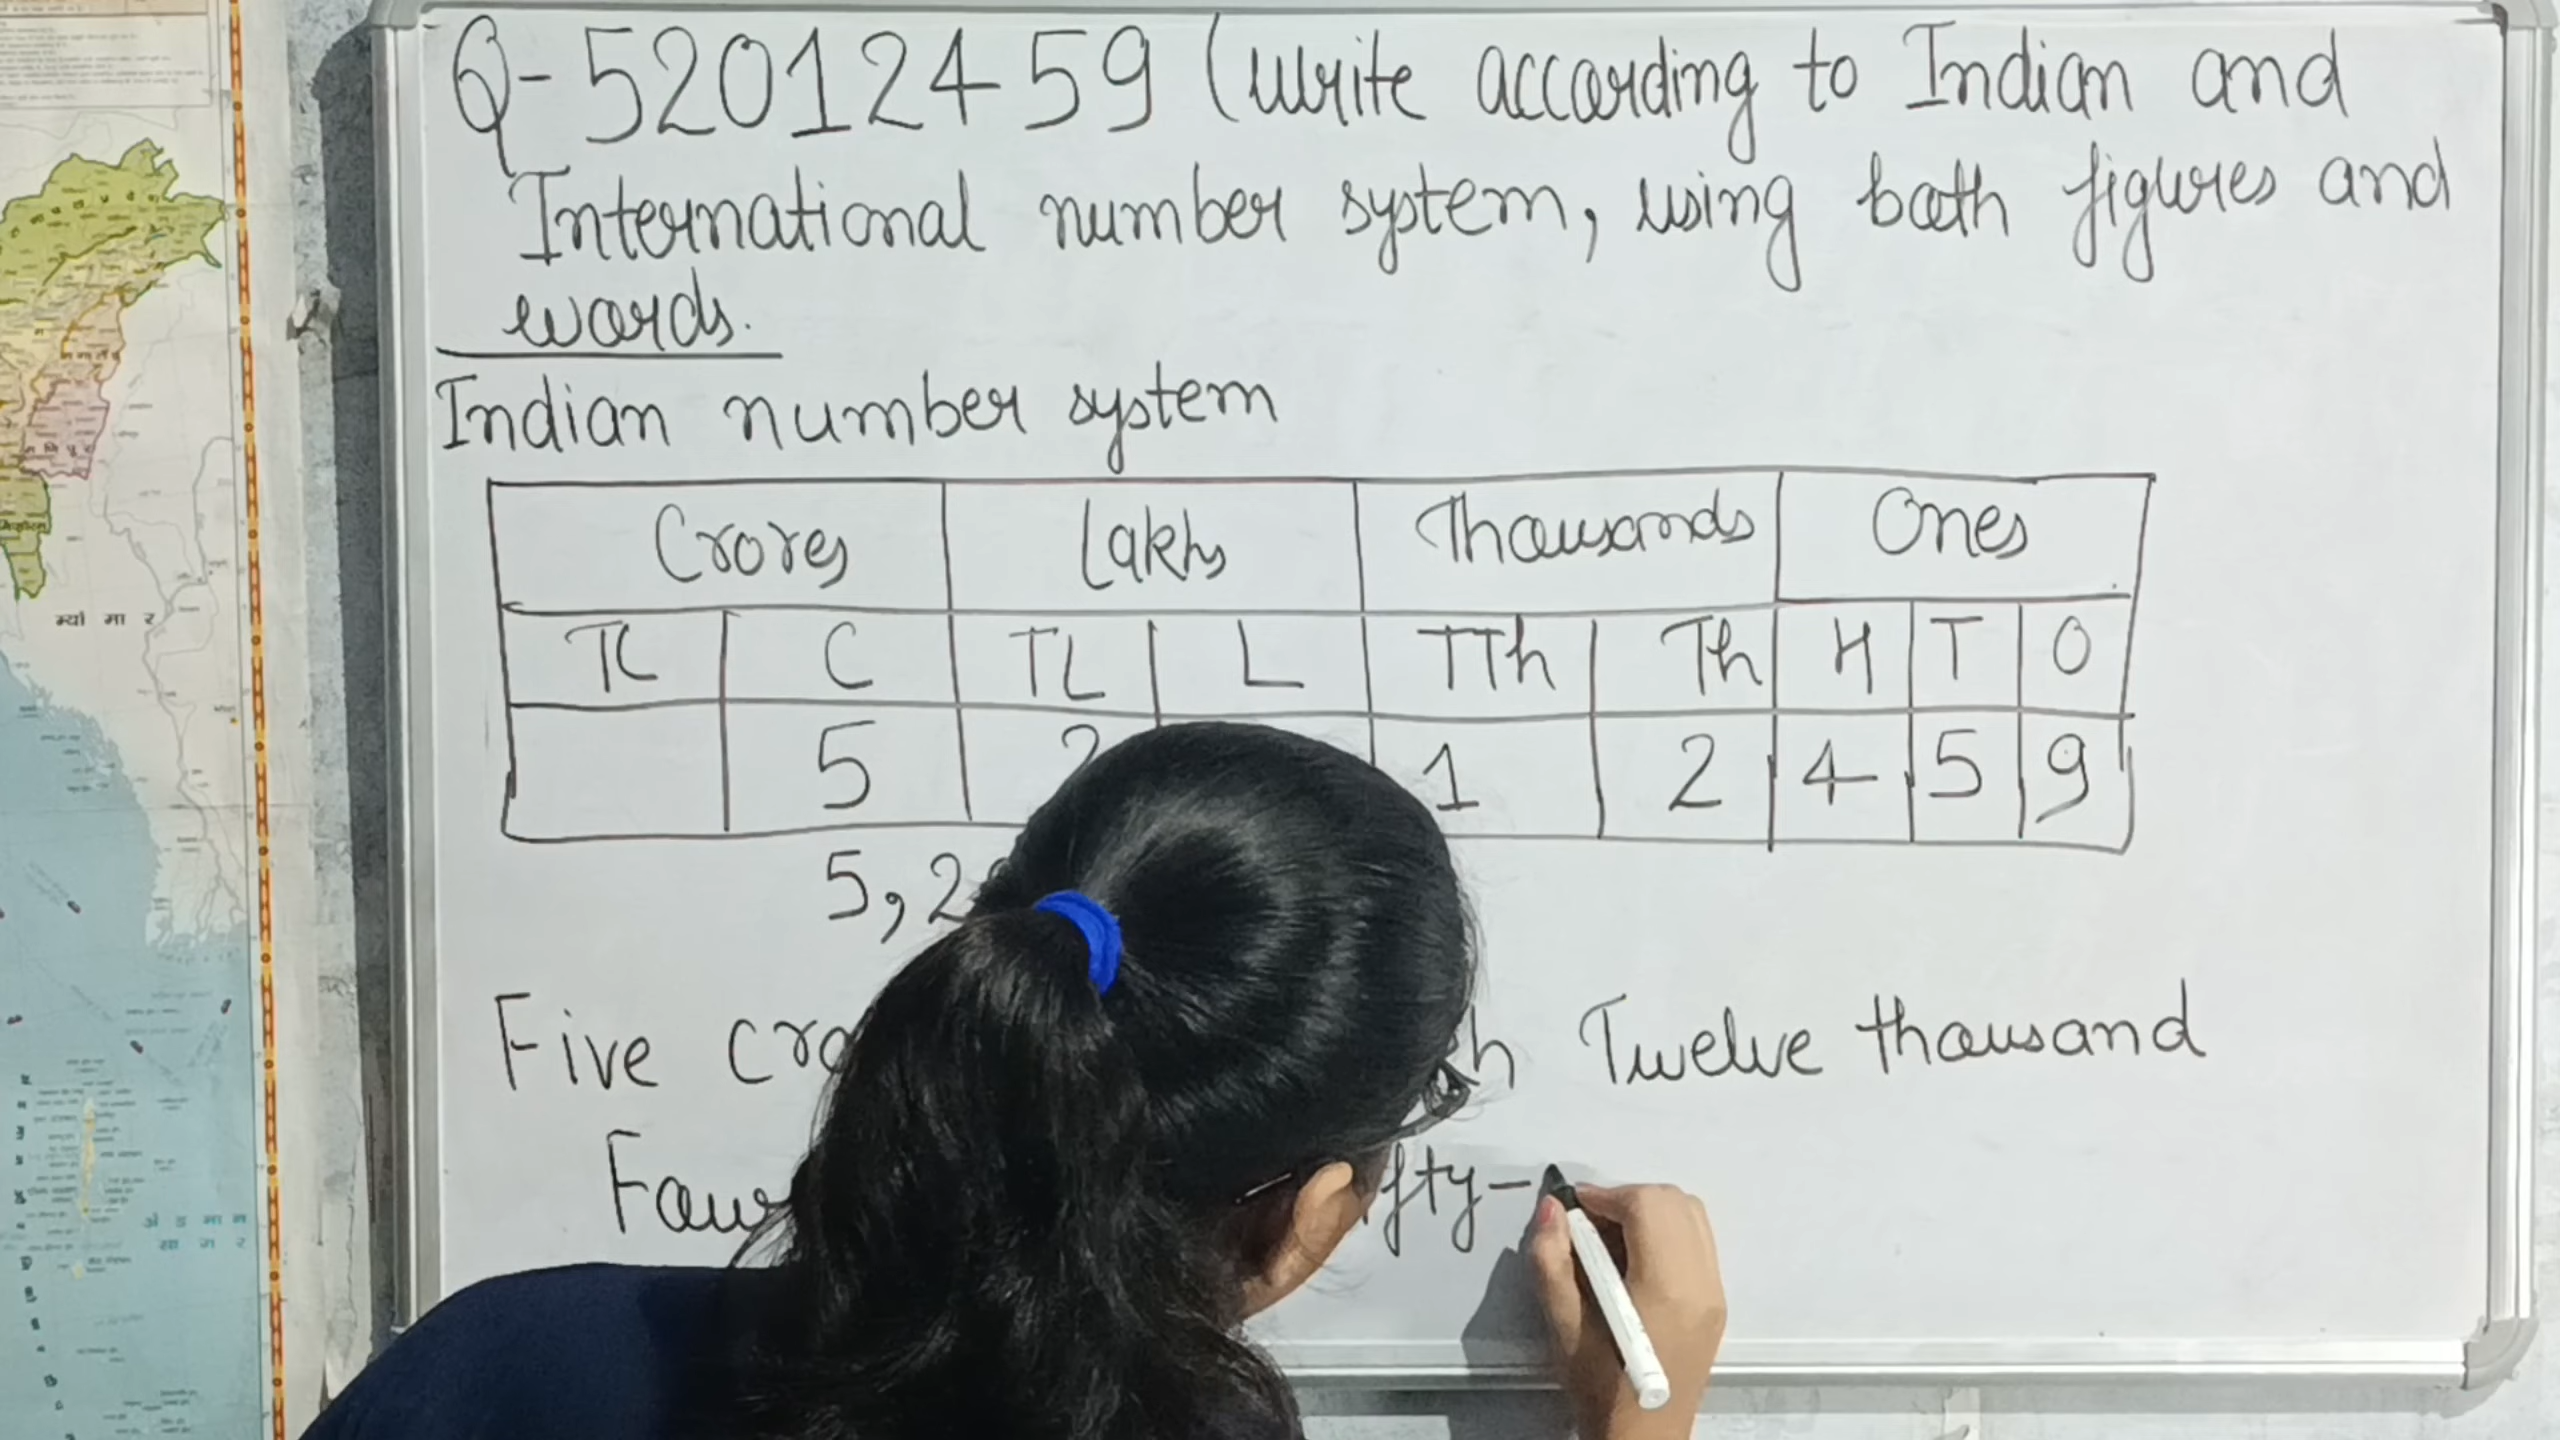 Q-52012459 (write according to Indian and
International number system, using both figures and
words.
Indian number system
Crores Lakhs Thousands Ones
TC C TL L TTh Th H T O
5 2 1 2 4 5 9
5,2
Five Twelve thousand
म्यां मा र